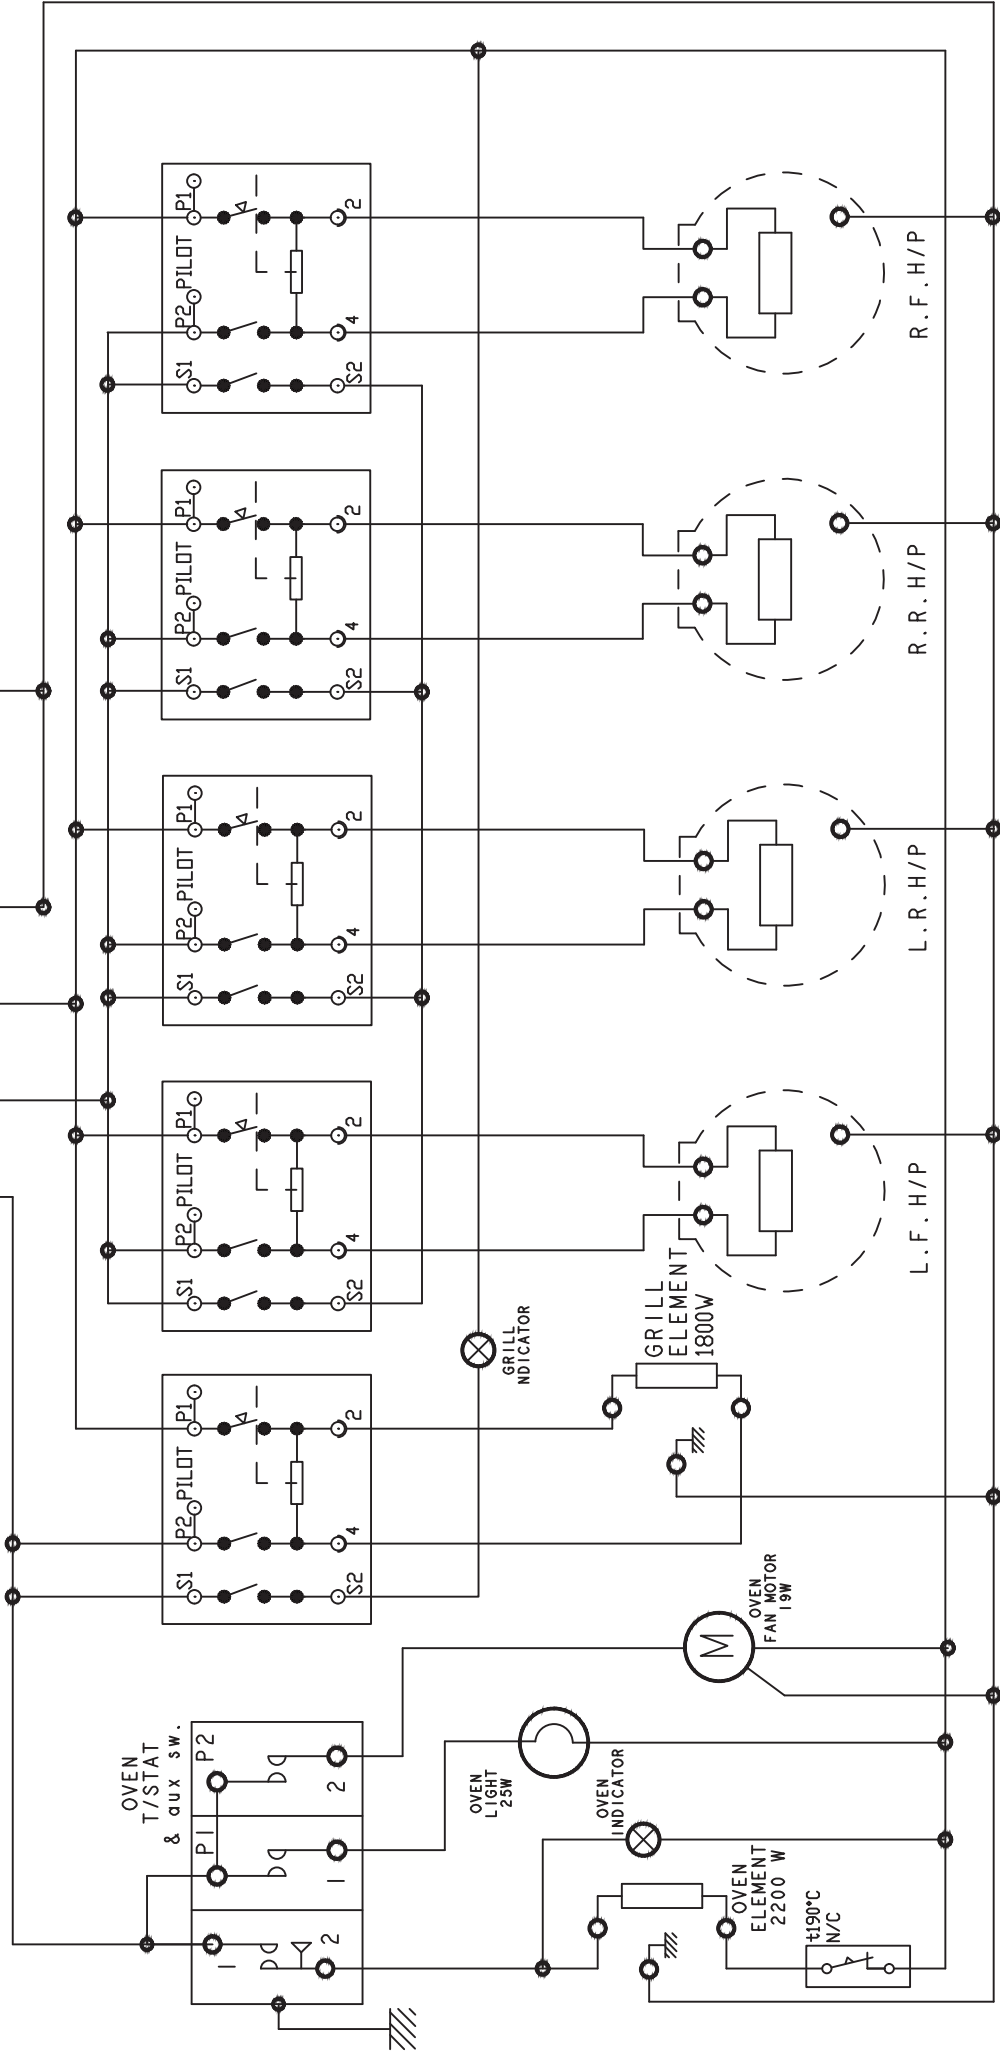 P1
PILOT
P2
S1
2
4
S2
R.F.H/P
P1
PILOT
P2
S1
2
4
S2
R.R.H/P
P1
PILOT
P2
S1
2
4
S2
L.R.H/P
P1
PILOT
P2
S1
2
4
S2
L.F.H/P
GRILL
NDICATOR
GRILL
ELEMENT
1800W
P1
PILOT
P2
S1
2
4
S2
OVEN
FAN MOTOR
19W
M
OVEN
T/STAT
& aux sw.
P2
2
P1
1
1
2
OVEN
LIGHT
25W
OVEN
INDICATOR
OVEN
ELEMENT
2200 W
t190°C
N/C